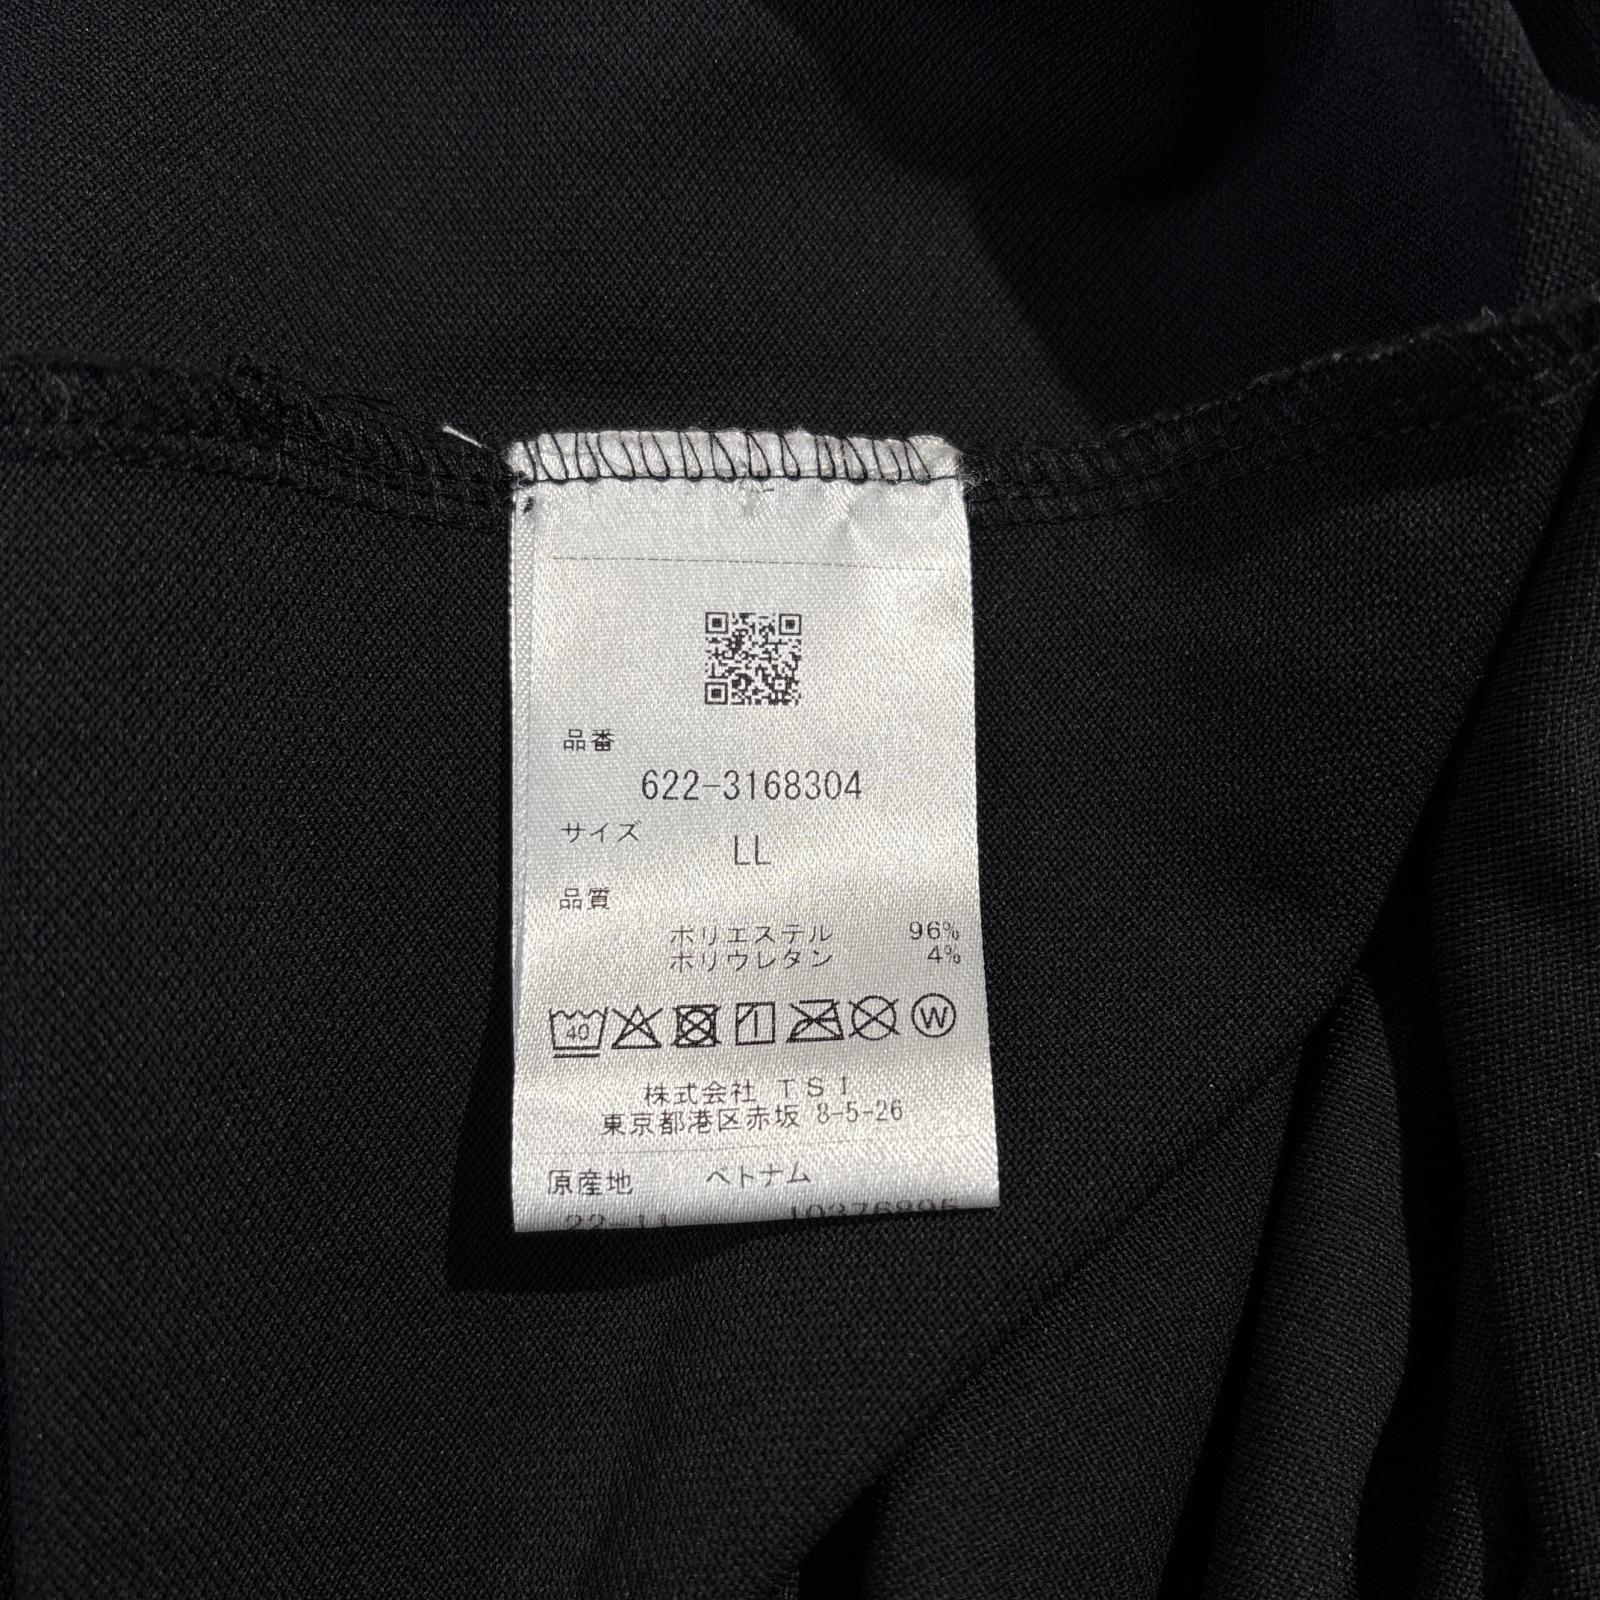 品番
622-3168304
サイズ
LL
品質
ポリエステル 96%
ポリウレタン 4%
40
W
株式会社 TSI
東京都港区赤坂 8-5-26
原産地 ベトナム
22-11